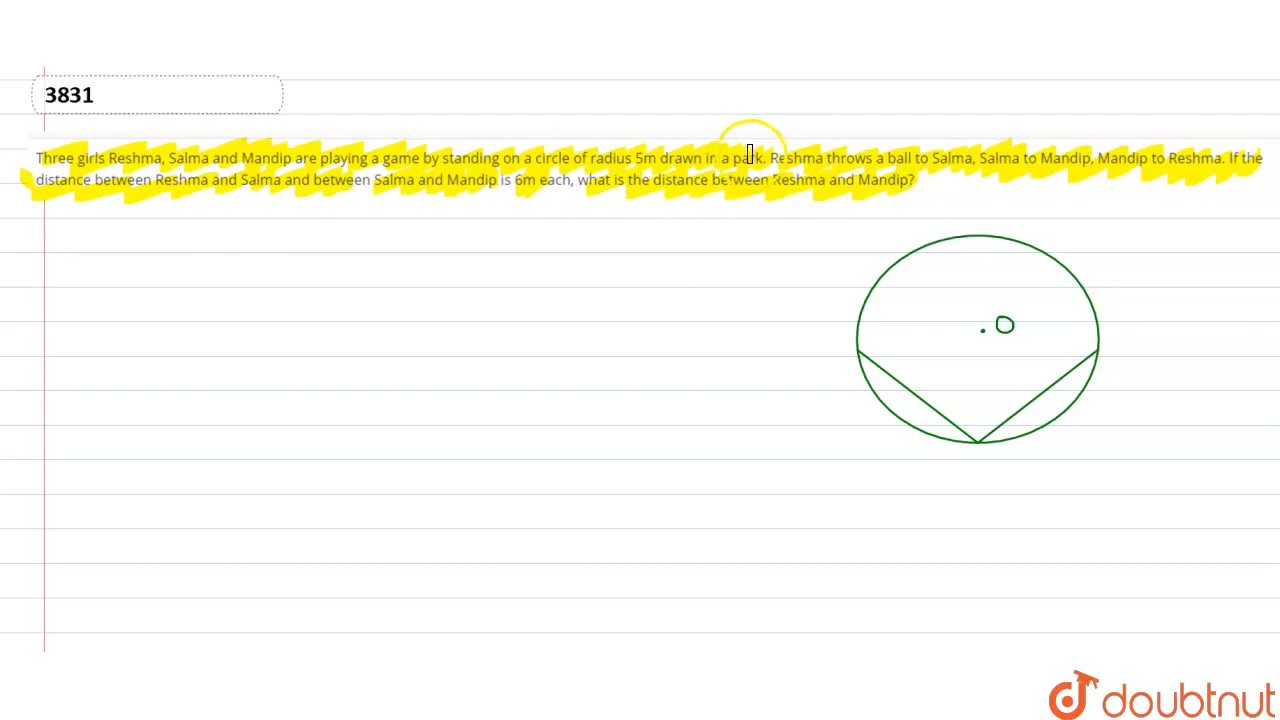 3831
Three girls Reshma, Salma and Mandip are playing a game by standing on a circle of radius 5m drawn in a park. Reshma throws a ball to Salma, Salma to Mandip, Mandip to Reshma. If the
distance between Reshma and Salma and between Salma and Mandip is 6m each, what is the distance between Reshma and Mandip?
O
doubtnut